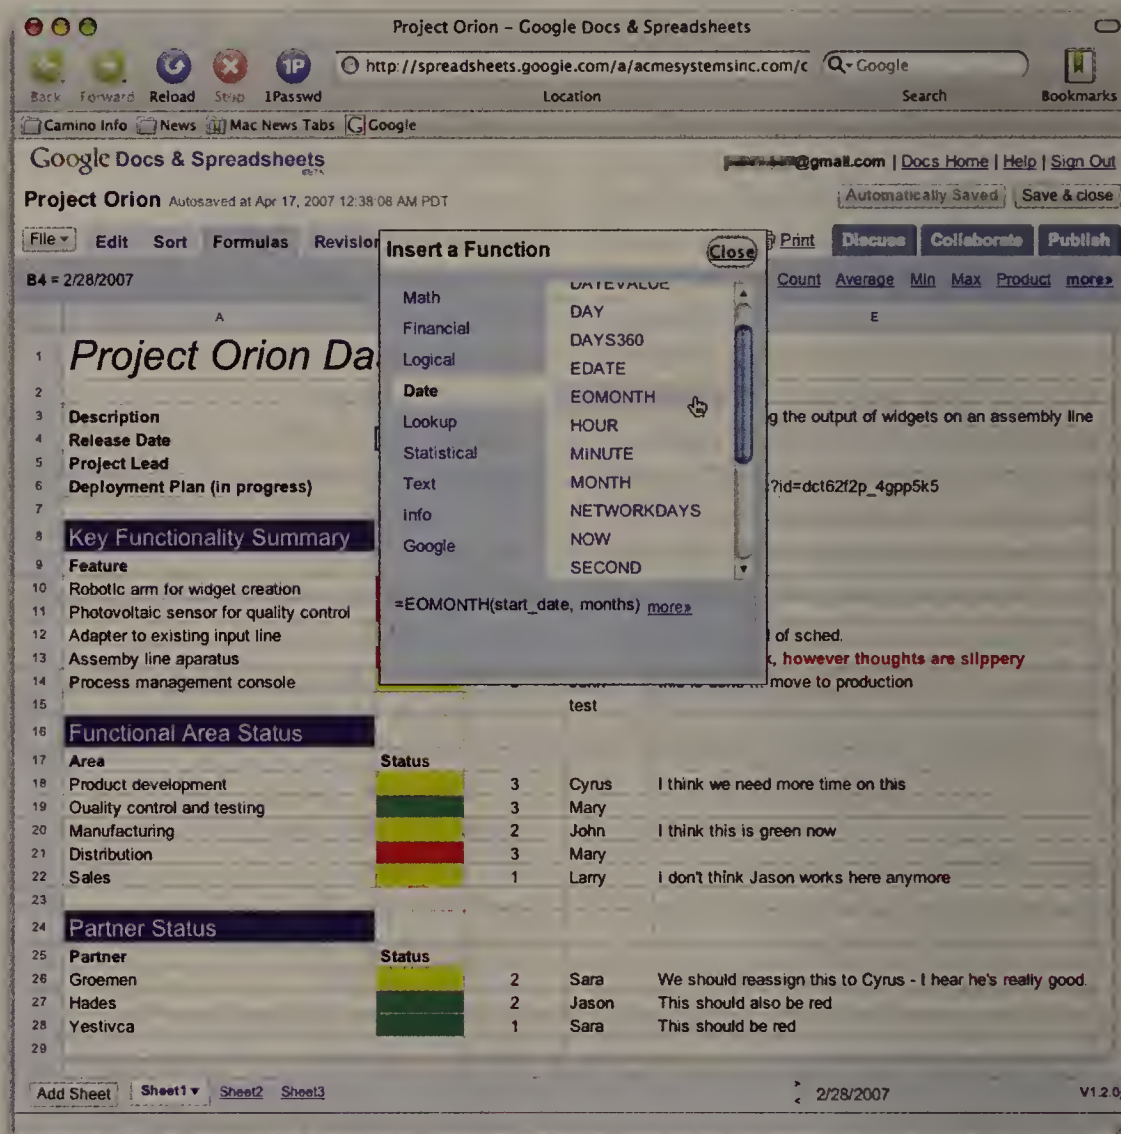 Project Orion – Google Docs & Spreadsheets
http://spreadsheets.google.com/a/acmesystemsinc.com/c Google
Back Forward Reload Stop 1Passwd Location Search Bookmarks
Camino Info News Mac News Tabs Google
Google Docs & Spreadsheets
BETA
@gmail.com | Docs Home | Help | Sign Out
Project Orion Autosaved at Apr 17, 2007 12:38:08 AM PDT Automatically Saved Save & close
File Edit Sort Formulas Revision Print Discuss Collaborate Publish
B4 = 2/28/2007 Count Average Min Max Product more»
Insert a Function Close
Math
Financial
Logical
Date
Lookup
Statistical
Text
Info
Google
DATEVALUE
DAY
DAYS360
EDATE
EOMONTH
HOUR
MINUTE
MONTH
NETWORKDAYS
NOW
SECOND
=EOMONTH(start_date, months) more»
A E
1 Project Orion Da
2
3 Description g the output of widgets on an assembly line
4 Release Date
5 Project Lead
6 Deployment Plan (in progress) ?id=dct62f2p_4gpp5k5
7
8 Key Functionality Summary
9 Feature
10 Robotic arm for widget creation
11 Photovoltaic sensor for quality control
12 Adapter to existing input line of sched.
13 Assemby line aparatus , however thoughts are slippery
14 Process management console move to production
15 test
16 Functional Area Status
17 Area Status
18 Product development 3 Cyrus I think we need more time on this
19 Quality control and testing 3 Mary
20 Manufacturing 2 John I think this is green now
21 Distribution 3 Mary
22 Sales 1 Larry I don't think Jason works here anymore
23
24 Partner Status
25 Partner Status
26 Groemen 2 Sara We should reassign this to Cyrus - I hear he's really good.
27 Hades 2 Jason This should also be red
28 Yestivca 1 Sara This should be red
29
Add Sheet Sheet1 Sheet2 Sheet3 2/28/2007 V1.2.0